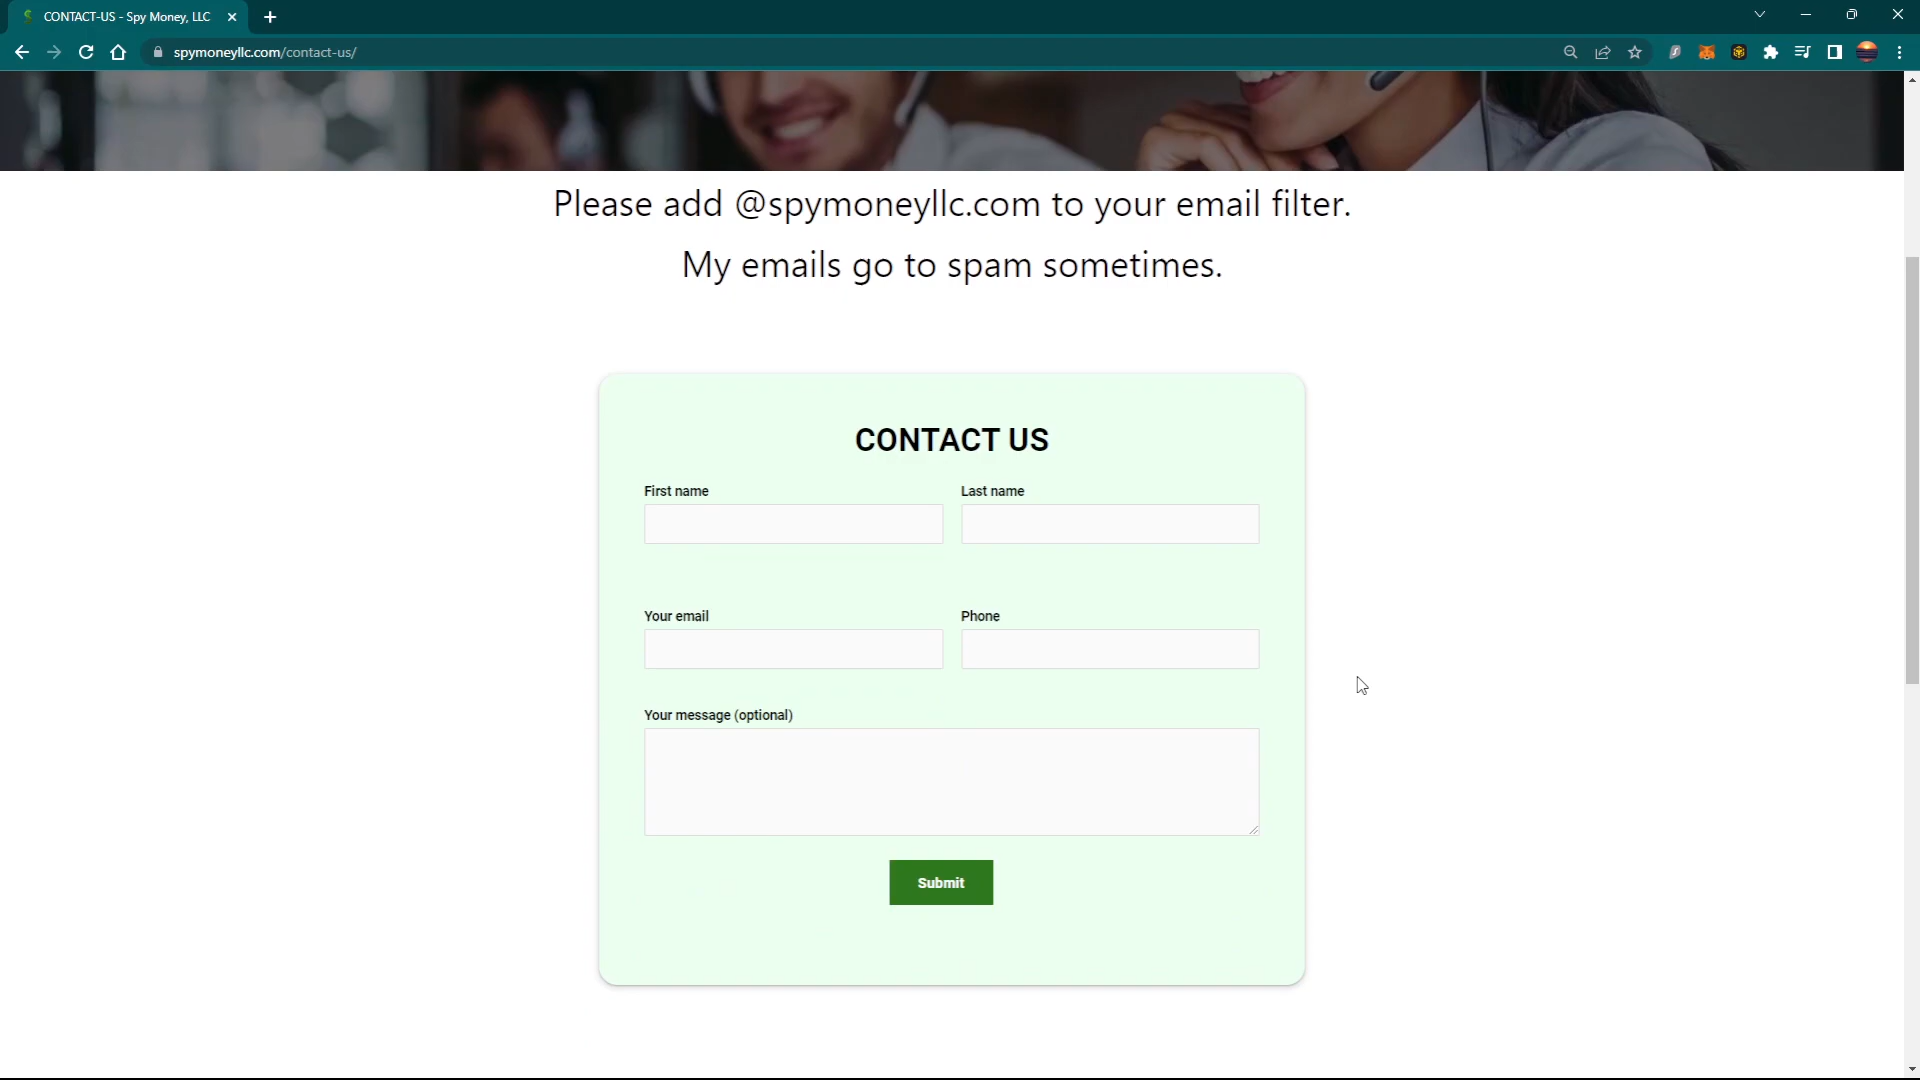 CONTACT-US - Spy Money, LLC
spymoneyllc.com/contact-us/
Please add @spymoneyllc.com to your email filter.
My emails go to spam sometimes.
CONTACT US
First name
Last name
Your email
Phone
Your message (optional)
Submit